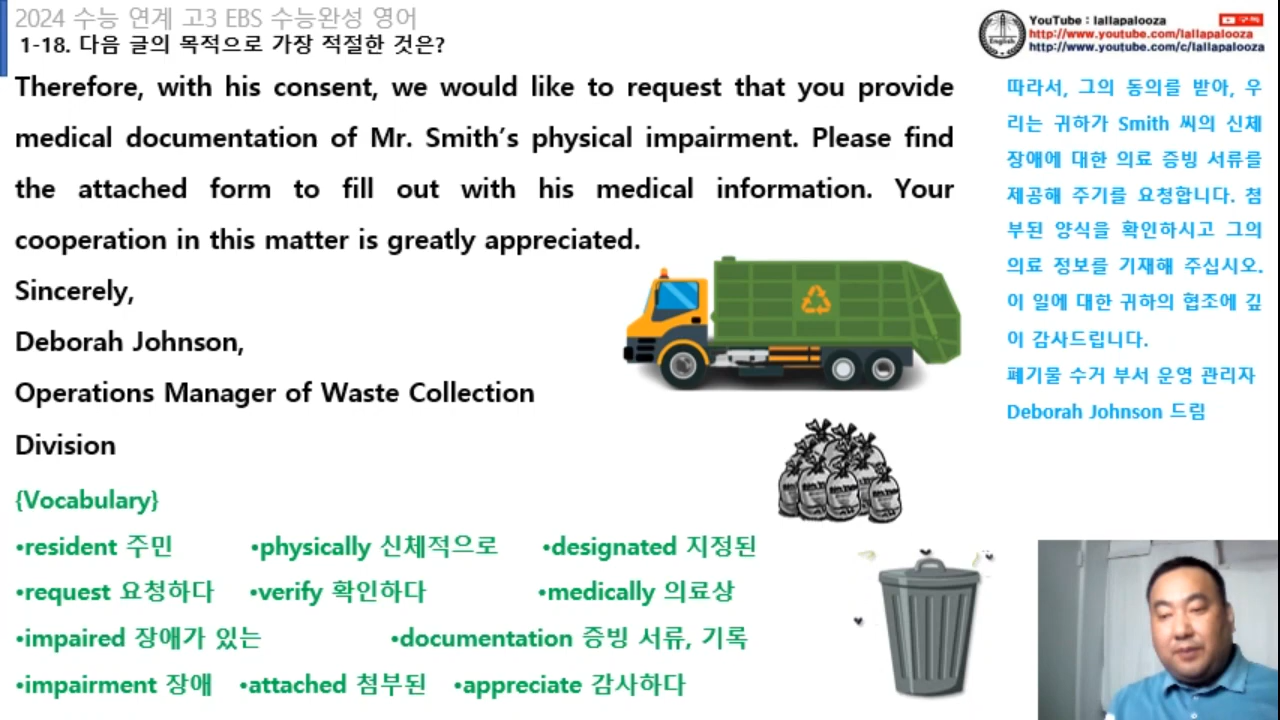 2024 수능 연계 고3 EBS 수능완성 영어
1-18. 다음 글의 목적으로 가장 적절한 것은?
YouTube : lallapalooza
구독
http://www.youtube.com/lallapalooza
http://www.youtube.com/c/lallapalooza
English
Therefore, with his consent, we would like to request that you provide
medical documentation of Mr. Smith’s physical impairment. Please find
the attached form to fill out with his medical information. Your
cooperation in this matter is greatly appreciated.
Sincerely,
Deborah Johnson,
Operations Manager of Waste Collection
Division
따라서, 그의 동의를 받아, 우
리는 귀하가 Smith 씨의 신체
장애에 대한 의료 증빙 서류를
제공해 주기를 요청합니다. 첨
부된 양식을 확인하시고 그의
의료 정보를 기재해 주십시오.
이 일에 대한 귀하의 협조에 깊
이 감사드립니다.
폐기물 수거 부서 운영 관리자
Deborah Johnson 드림
{Vocabulary}
•resident 주민 •physically 신체적으로 •designated 지정된
•request 요청하다 •verify 확인하다 •medically 의료상
•impaired 장애가 있는 •documentation 증빙 서류, 기록
•impairment 장애 •attached 첨부된 •appreciate 감사하다